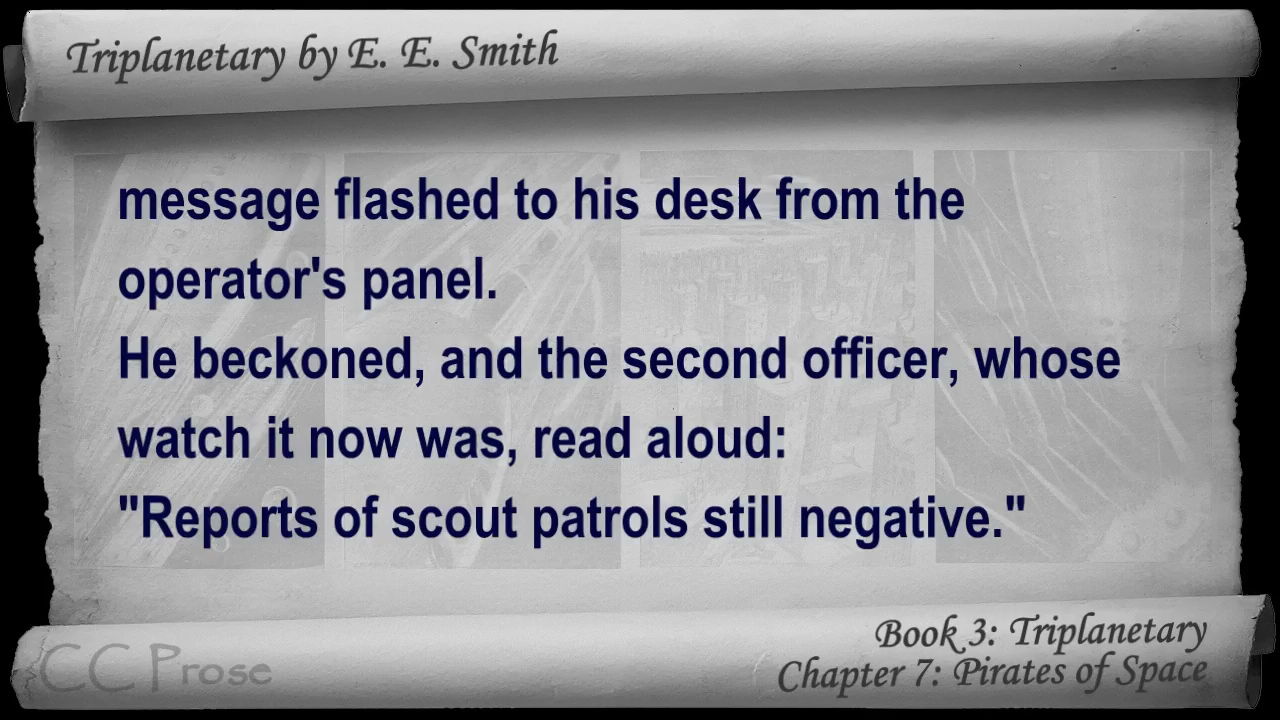 Triplanetary by E. E. Smith
message flashed to his desk from the
operator's panel.
He beckoned, and the second officer, whose
watch it now was, read aloud:
"Reports of scout patrols still negative."
Book 3: Triplanetary
Chapter 7: Pirates of Space
CC Prose